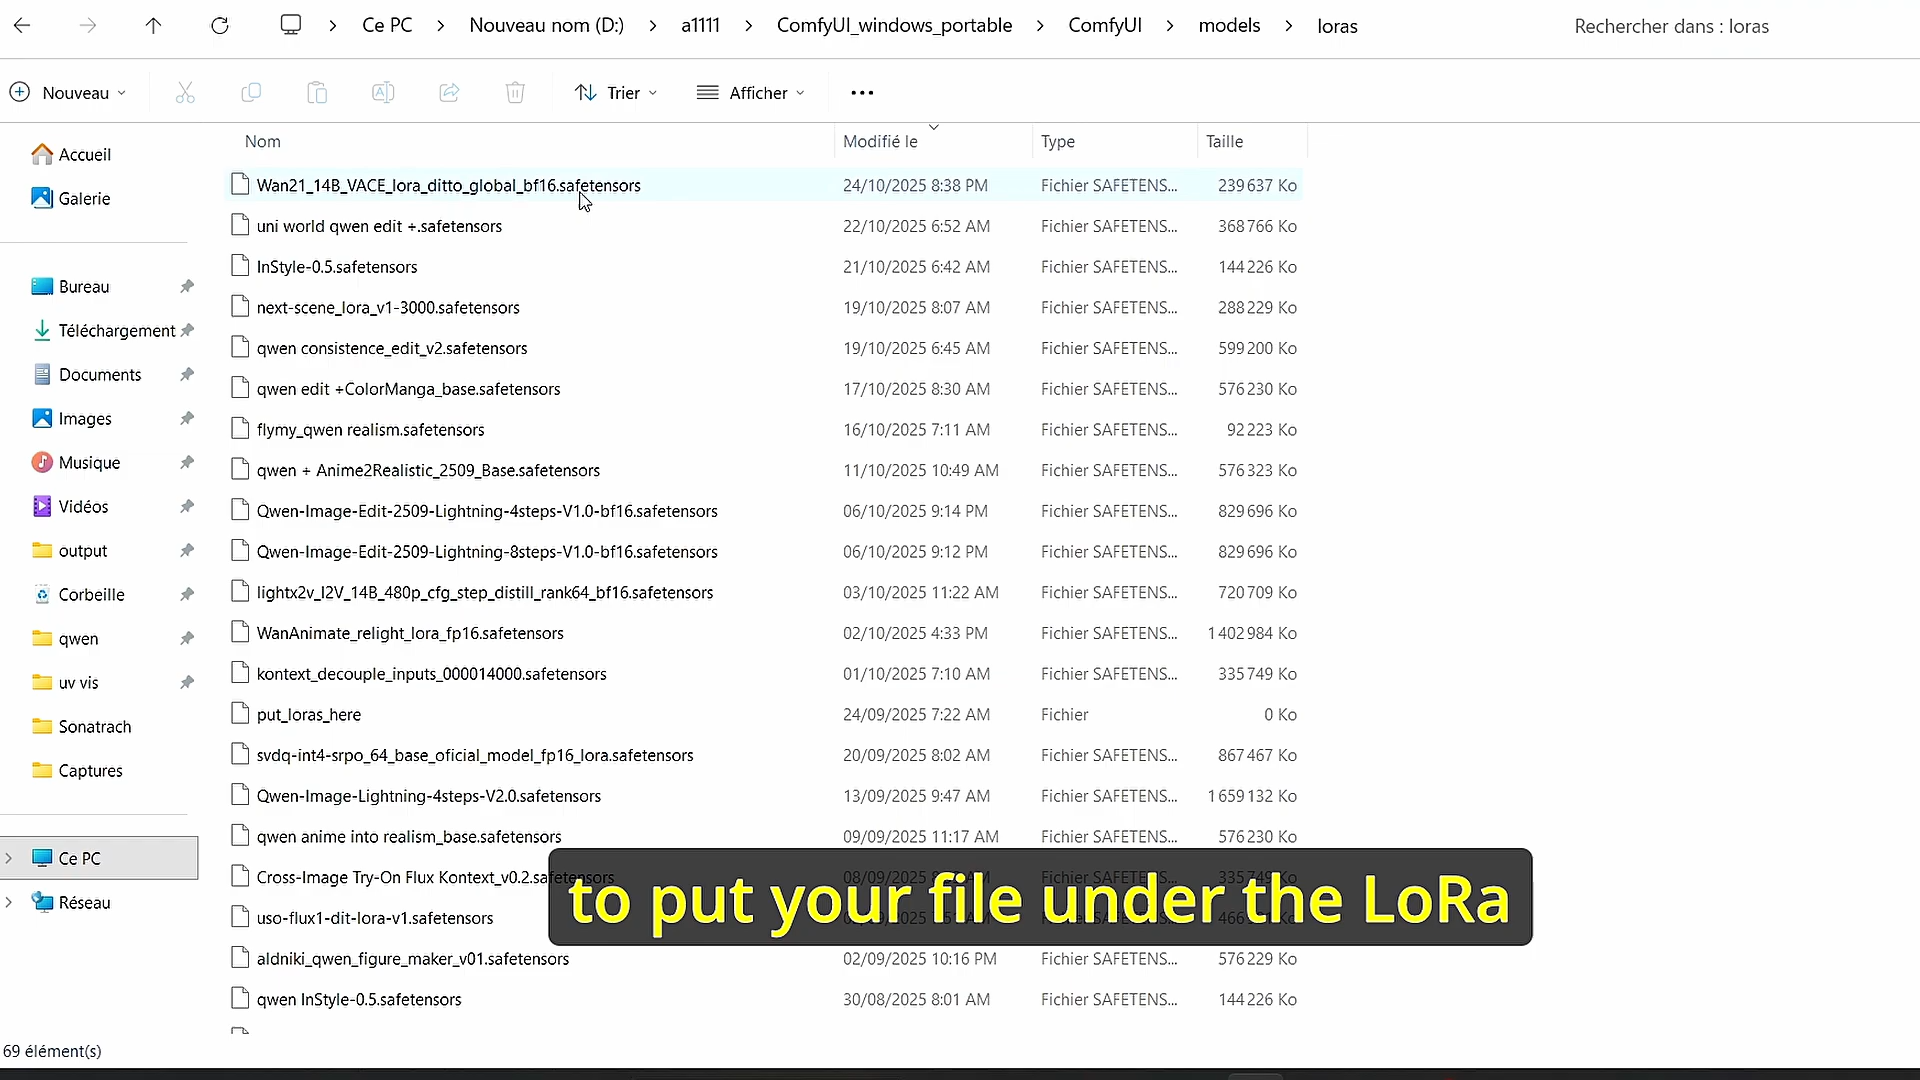 Ce PC > Nouveau nom (D:) > a1111 > ComfyUI_windows_portable > ComfyUI > models > loras
Rechercher dans : loras
Nouveau
Trier
Afficher
Nom Modifié le Type Taille
Accueil
Galerie
Bureau
Téléchargement
Documents
Images
Musique
Vidéos
output
Corbeille
qwen
uv vis
Sonatrach
Captures
Ce PC
Réseau
Wan21_14B_VACE_lora_ditto_global_bf16.safetensors 24/10/2025 8:38 PM Fichier SAFETENS... 239 637 Ko
uni world qwen edit +.safetensors 22/10/2025 6:52 AM Fichier SAFETENS... 368 766 Ko
InStyle-0.5.safetensors 21/10/2025 6:42 AM Fichier SAFETENS... 144 226 Ko
next-scene_lora_v1-3000.safetensors 19/10/2025 8:07 AM Fichier SAFETENS... 288 229 Ko
qwen consistence_edit_v2.safetensors 19/10/2025 6:45 AM Fichier SAFETENS... 599 200 Ko
qwen edit +ColorManga_base.safetensors 17/10/2025 8:30 AM Fichier SAFETENS... 576 230 Ko
flymy_qwen realism.safetensors 16/10/2025 7:11 AM Fichier SAFETENS... 92 223 Ko
qwen + Anime2Realistic_2509_Base.safetensors 11/10/2025 10:49 AM Fichier SAFETENS... 576 323 Ko
Qwen-Image-Edit-2509-Lightning-4steps-V1.0-bf16.safetensors 06/10/2025 9:14 PM Fichier SAFETENS... 829 696 Ko
Qwen-Image-Edit-2509-Lightning-8steps-V1.0-bf16.safetensors 06/10/2025 9:12 PM Fichier SAFETENS... 829 696 Ko
lightx2v_I2V_14B_480p_cfg_step_distill_rank64_bf16.safetensors 03/10/2025 11:22 AM Fichier SAFETENS... 720 709 Ko
WanAnimate_relight_lora_fp16.safetensors 02/10/2025 4:33 PM Fichier SAFETENS... 1 402 984 Ko
kontext_decouple_inputs_000014000.safetensors 01/10/2025 7:10 AM Fichier SAFETENS... 335 749 Ko
put_loras_here 24/09/2025 7:22 AM Fichier 0 Ko
svdq-int4-srpo_64_base_oficial_model_fp16_lora.safetensors 20/09/2025 8:02 AM Fichier SAFETENS... 867 467 Ko
Qwen-Image-Lightning-4steps-V2.0.safetensors 13/09/2025 9:47 AM Fichier SAFETENS... 1 659 132 Ko
qwen anime into realism_base.safetensors 09/09/2025 11:17 AM Fichier SAFETENS... 576 230 Ko
Cross-Image Try-On Flux Kontext_v0.2.safetensors
uso-flux1-dit-lora-v1.safetensors
to put your file under the LoRa
aldniki_qwen_figure_maker_v01.safetensors 02/09/2025 10:16 PM Fichier SAFETENS... 576 229 Ko
qwen InStyle-0.5.safetensors 30/08/2025 8:01 AM Fichier SAFETENS... 144 226 Ko
69 élément(s)